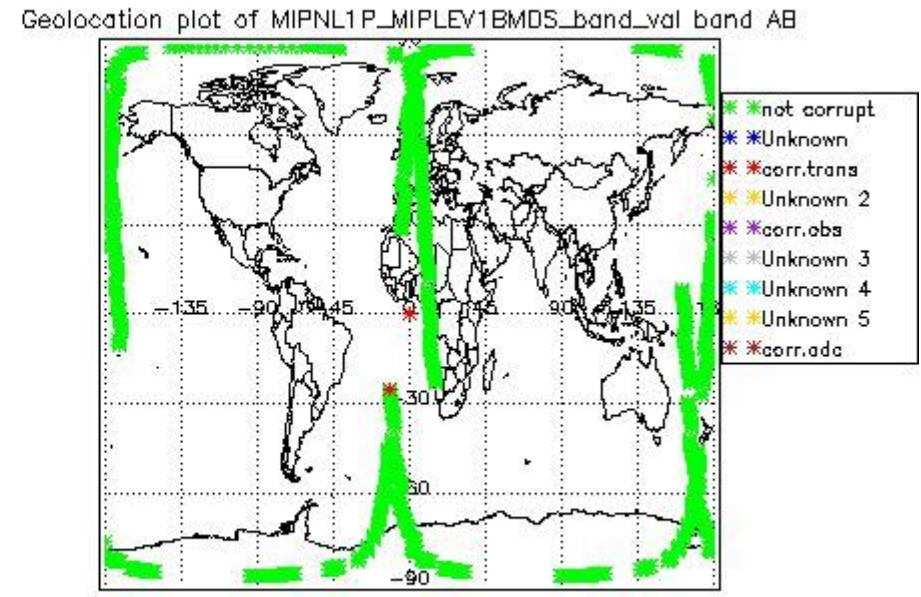 Geolocation plot of MIPNL1P_MIPLEV1BMDS_band_val band AB
not corrupt
Unknown
corr.trans
Unknown 2
corr.obs
Unknown 3
Unknown 4
Unknown 5
corr.adc
-135 -90 -45 45 90 135
-30
-60
-90